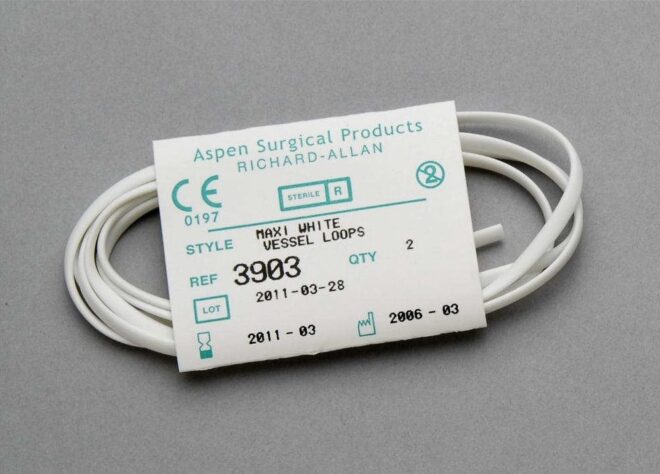 Aspen Surgical Products
RICHARD-ALLAN
CE
0197
STERILE R
2
STYLE MAXI WHITE
VESSEL LOOPS
REF 3903 QTY 2
LOT 2011-03-28
2011-03 2006-03